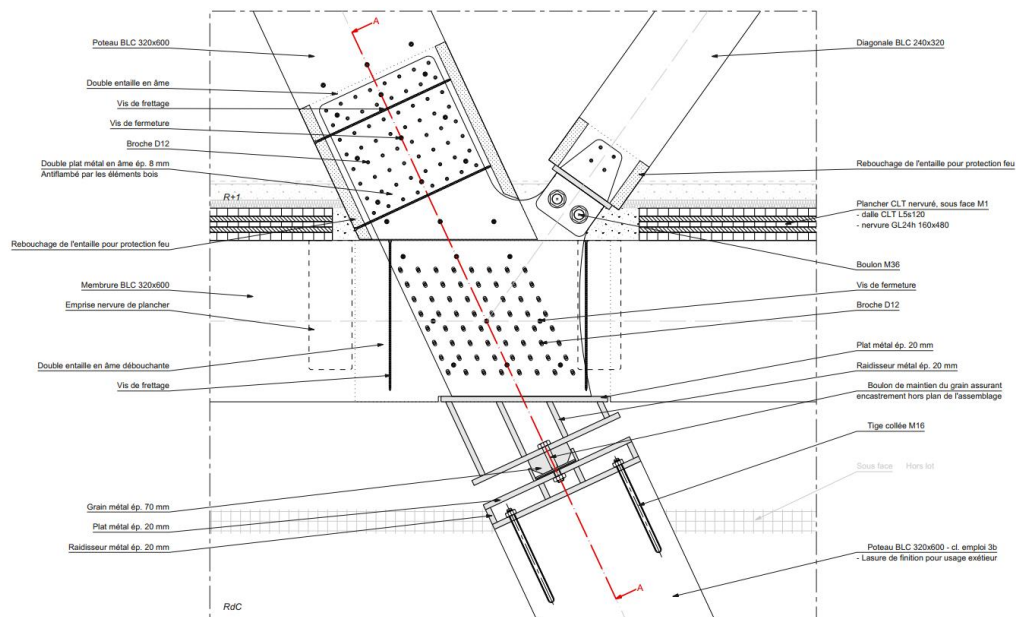 A
Poteau BLC 320x600
Double entaille en âme
Vis de frettage
Vis de fermeture
Broche D12
Double plat métal en âme ép. 8 mm
Antiflambé par les éléments bois
R+1
Rebouchage de l'entaille pour protection feu
Membrure BLC 320x600
Emprise nervure de plancher
Double entaille en âme débouchante
Vis de frettage
Grain métal ép. 70 mm
Plat métal ép. 20 mm
Raidisseur métal ép. 20 mm
RdC
Diagonale BLC 240x320
Rebouchage de l'entaille pour protection feu
Plancher CLT nervuré, sous face M1
- dalle CLT L5s120
- nervure GL24h 160x480
Boulon M36
Vis de fermeture
Broche D12
Plat métal ép. 20 mm
Raidisseur métal ép. 20 mm
Boulon de maintien du grain assurant
encastrement hors plan de l'assemblage
Tige collée M16
Sous face Hors lot
Poteau BLC 320x600 - cl. emploi 3b
- Lasure de finition pour usage exétieur
A